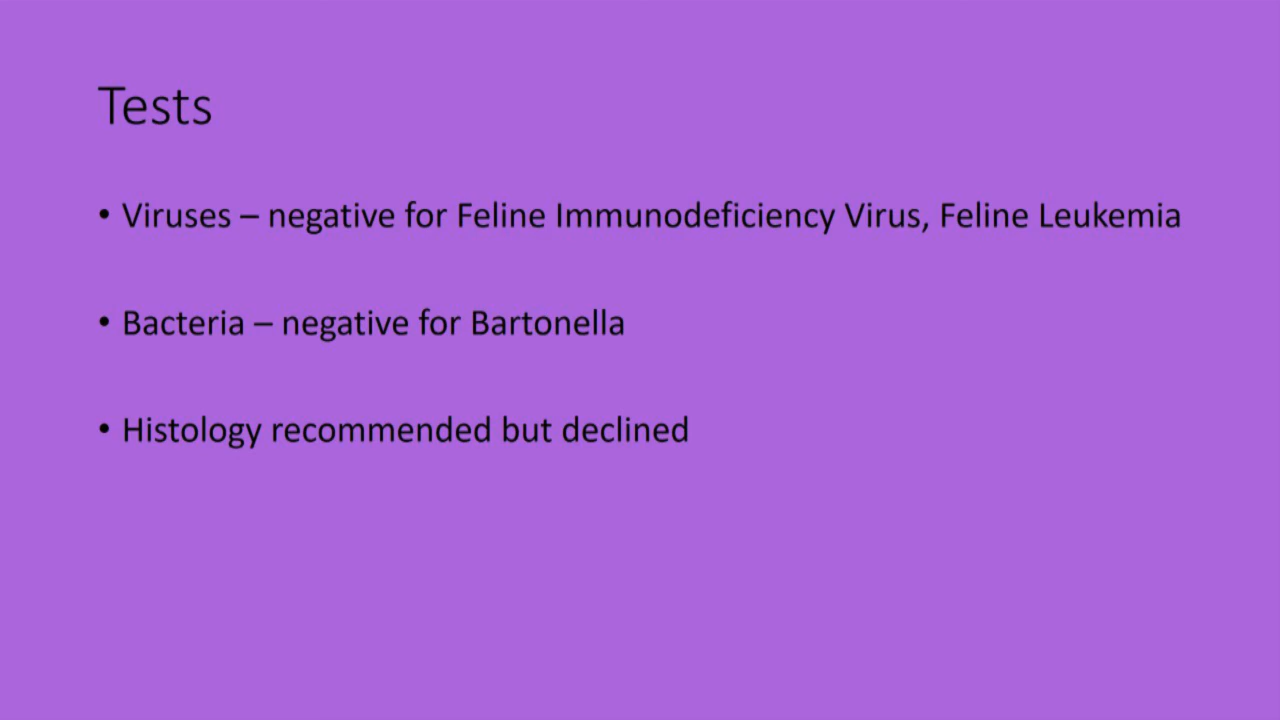 Tests
• Viruses – negative for Feline Immunodeficiency Virus, Feline Leukemia
• Bacteria – negative for Bartonella
• Histology recommended but declined